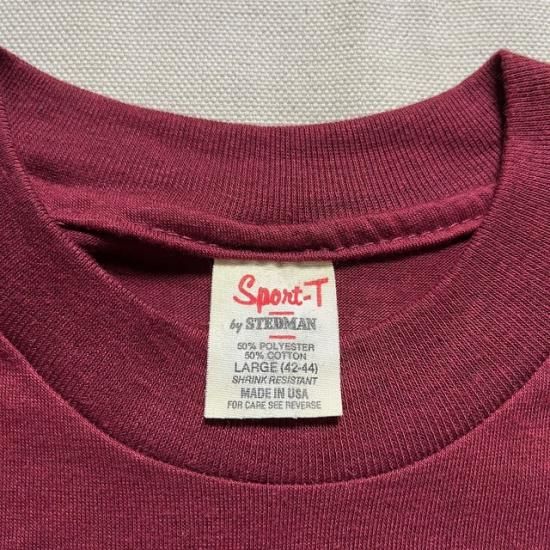 Sport-T
by STEDMAN
50% POLYESTER
50% COTTON
LARGE (42-44)
SHRINK RESISTANT
MADE IN USA
FOR CARE SEE REVERSE